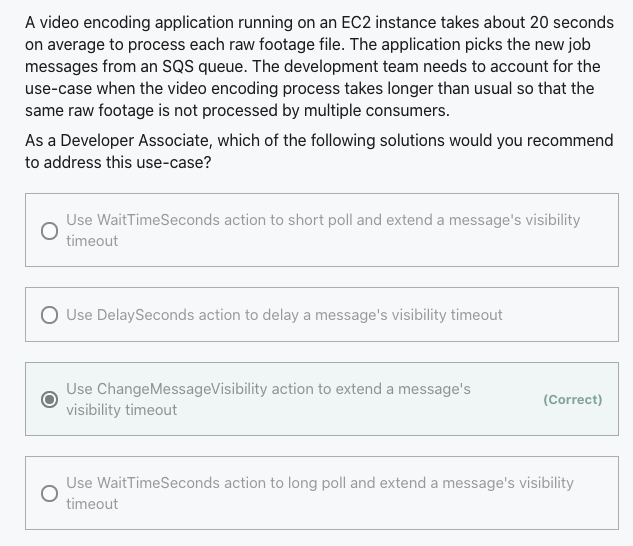 A video encoding application running on an EC2 instance takes about 20 seconds
on average to process each raw footage file. The application picks the new job
messages from an SQS queue. The development team needs to account for the
use-case when the video encoding process takes longer than usual so that the
same raw footage is not processed by multiple consumers.
As a Developer Associate, which of the following solutions would you recommend
to address this use-case?
Use WaitTimeSeconds action to short poll and extend a message's visibility
timeout
Use DelaySeconds action to delay a message's visibility timeout
Use ChangeMessageVisibility action to extend a message's
visibility timeout
(Correct)
Use WaitTimeSeconds action to long poll and extend a message's visibility
timeout